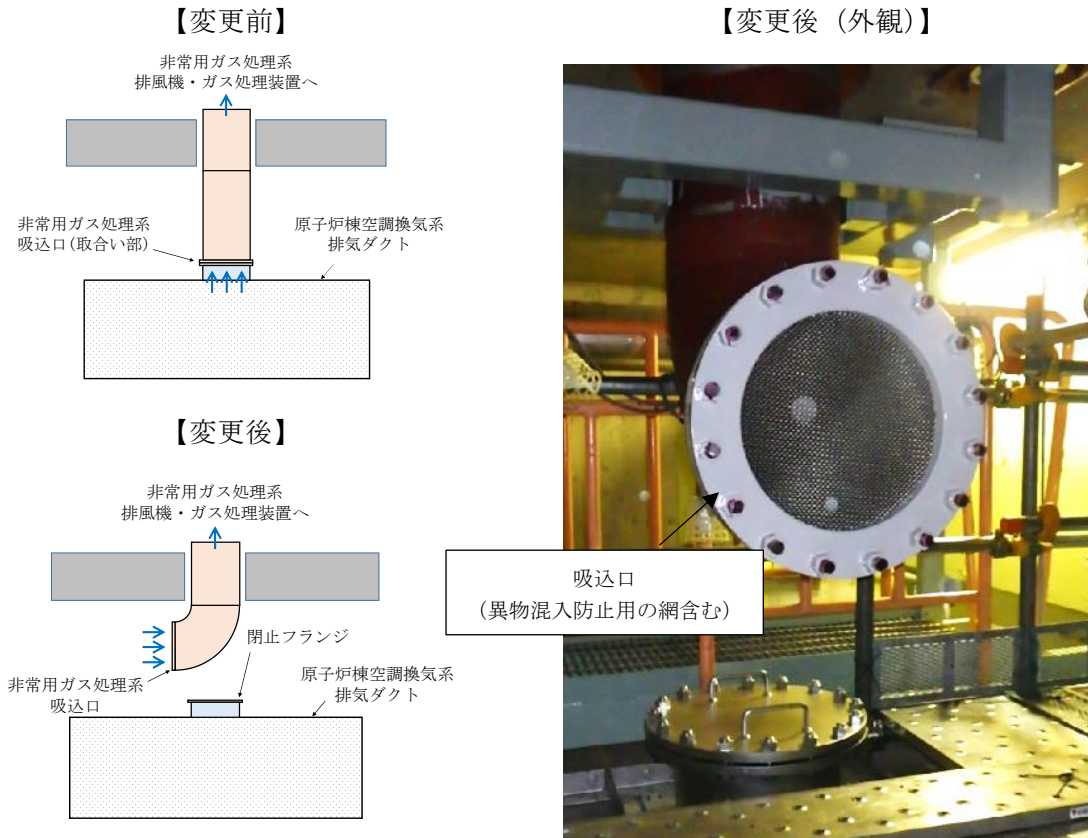 【変更前】
非常用ガス処理系
排風機・ガス処理装置へ
非常用ガス処理系
吸込口(取合い部)
原子炉棟空調換気系
排気ダクト
【変更後】
非常用ガス処理系
排風機・ガス処理装置へ
閉止フランジ
非常用ガス処理系
吸込口
原子炉棟空調換気系
排気ダクト
【変更後（外観）】
吸込口
（異物混入防止用の網含む）